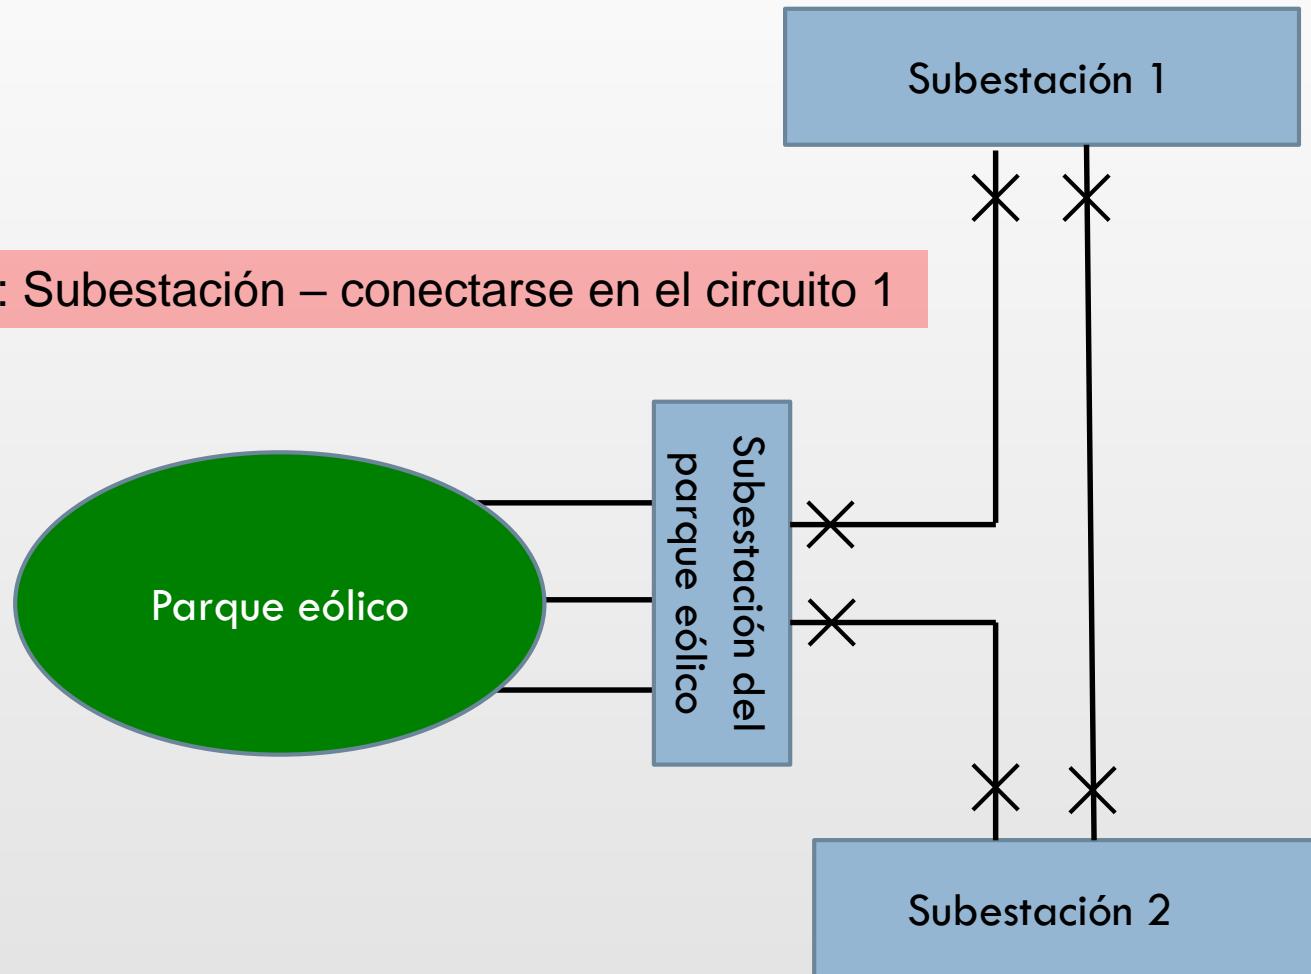 Subestación 1
: Subestación – conectarse en el circuito 1
Subestación del
parque eólico
Parque eólico
Subestación 2